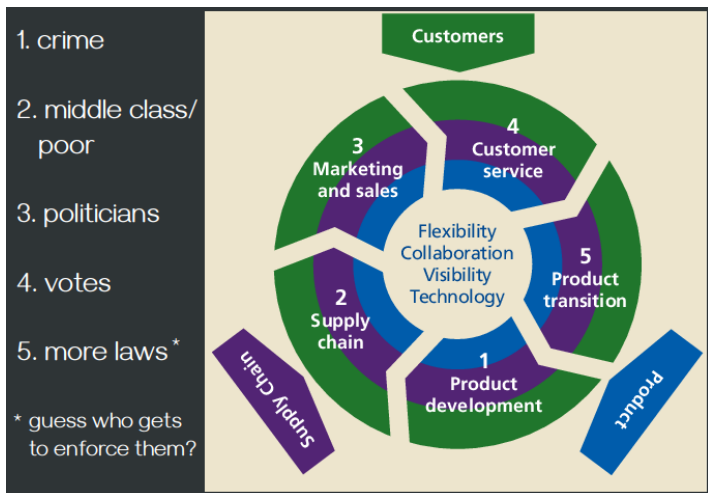 1. crime
2. middle class/
poor
3. politicians
4. votes
5. more laws*
* guess who gets
to enforce them?
Customers
3
Marketing
and sales
4
Customer
service
Flexibility
Collaboration
Visibility
Technology
5
Product
transition
2
Supply
chain
1
Product
development
Supply Chain
Product